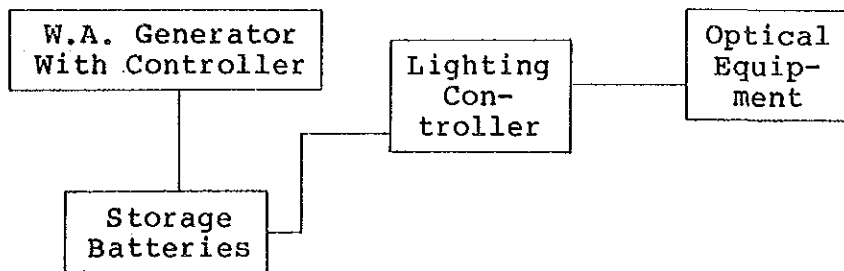 W.A. Generator
With Controller
Lighting
Con-
troller
Optical
Equip-
ment
Storage
Batteries